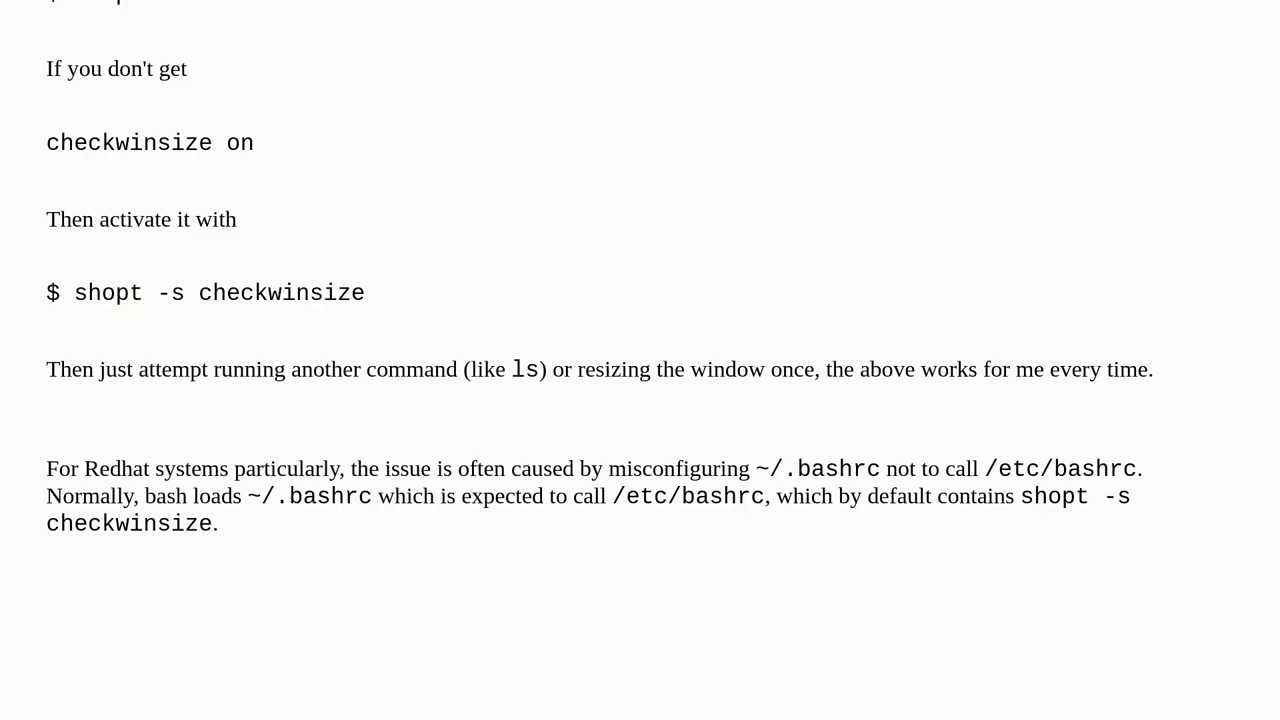 If you don't get
checkwinsize on
Then activate it with
$ shopt -s checkwinsize
Then just attempt running another command (like ls) or resizing the window once, the above works for me every time.
For Redhat systems particularly, the issue is often caused by misconfiguring ~/.bashrc not to call /etc/bashrc.
Normally, bash loads ~/.bashrc which is expected to call /etc/bashrc, which by default contains shopt -s
checkwinsize.